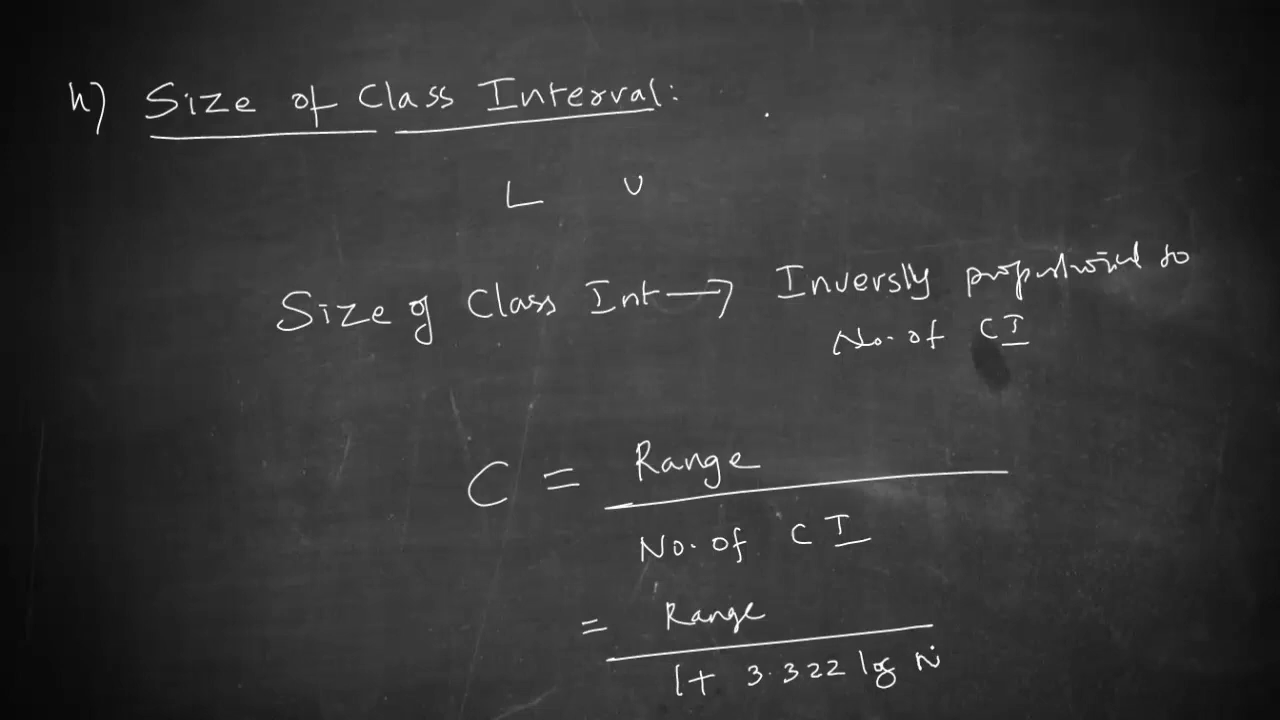 h) Size of Class Interval:
L U
Size of Class Int → Inversly proportional to
No. of CI
C = Range
No. of CI
= Range
1 + 3.322 log N